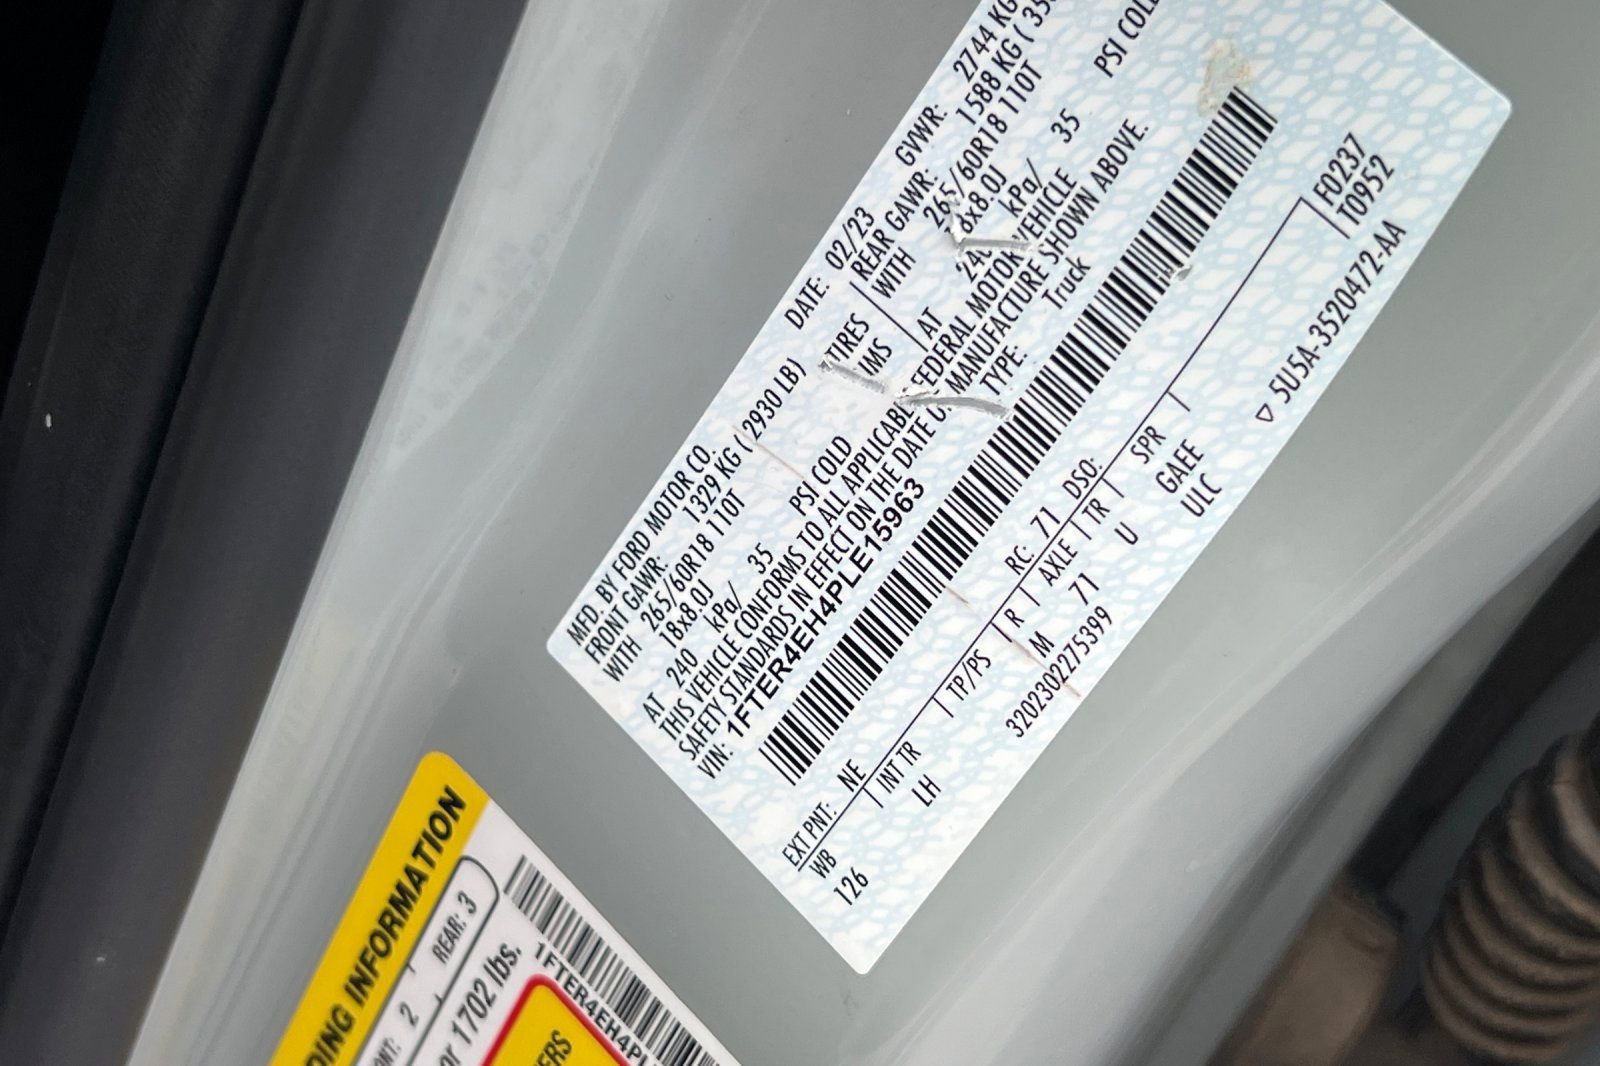 MFD. BY FORD MOTOR CO. DATE: 02/23 GVWR: 2744 KG
FRONT GAWR: 1329 KG ( 2930 LB) REAR GAWR: 1588 KG (
WITH 265/60R18 110T TIRES WITH 265/60R18 110T
18x8.0J 18x8.0J
AT 240 kPa/ 35 PSI COLD AT 240 kPa/ 35 PSI COLD
THIS VEHICLE CONFORMS TO ALL APPLICABLE FEDERAL MOTOR VEHICLE
SAFETY STANDARDS IN EFFECT ON THE DATE OF MANUFACTURE SHOWN ABOVE.
VIN: 1FTER4EH4PLE15963 TYPE: Truck
EXT PNT: NE RC: 71 DSO: F0237
WB INT TR TP/PS R AXLE TR SPR T0952
126 LH M 71 U GAEE
3202302275399 ULC
▽ 5U5A-3520472-AA
DING INFORMATION
2 REAR: 3
or 1702 lbs.
1FTER4EH4PL